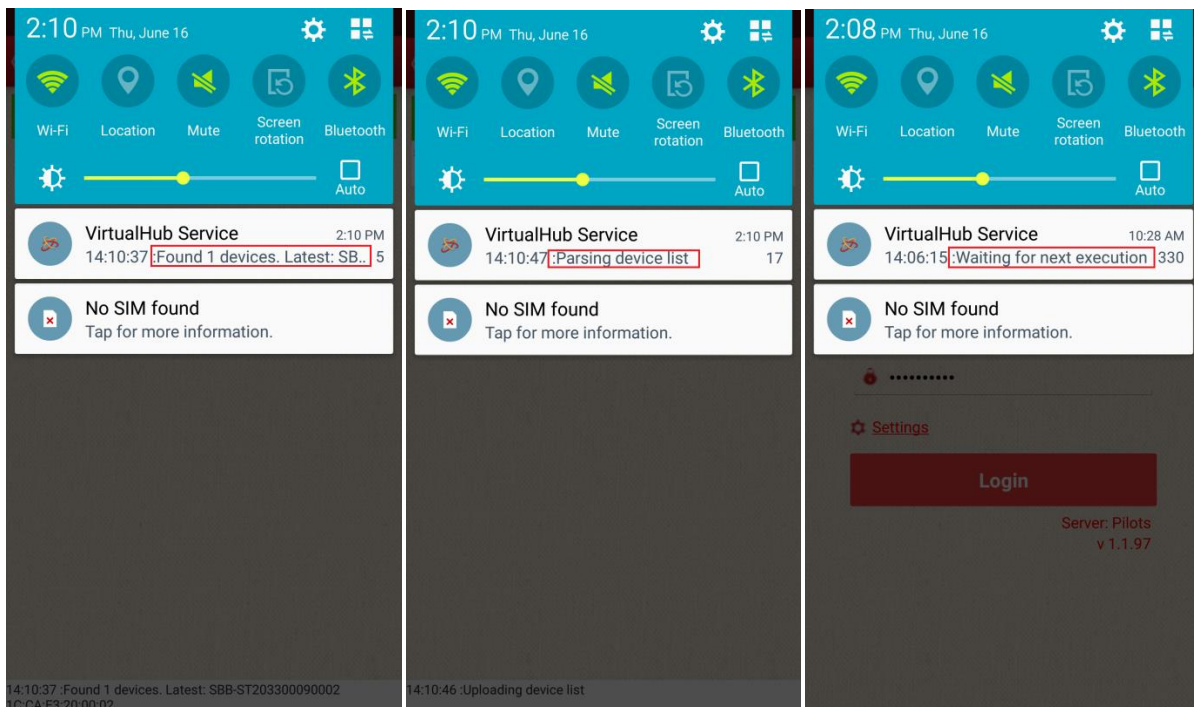 2:10 PM Thu, June 16
Wi-Fi Location Mute Screen rotation Bluetooth
Auto
VirtualHub Service 2:10 PM
14:10:37 :Found 1 devices. Latest: SB.. 5
No SIM found
Tap for more information.
14:10:37 :Found 1 devices. Latest: SBB-ST203300090002
1C:CA:E3:20:00:02
2:10 PM Thu, June 16
Wi-Fi Location Mute Screen rotation Bluetooth
Auto
VirtualHub Service 2:10 PM
14:10:47 :Parsing device list 17
No SIM found
Tap for more information.
14:10:46 :Uploading device list
2:08 PM Thu, June 16
Wi-Fi Location Mute Screen rotation Bluetooth
Auto
VirtualHub Service 10:28 AM
14:06:15 :Waiting for next execution 330
No SIM found
Tap for more information.
Settings
Login
Server: Pilots
v 1.1.97